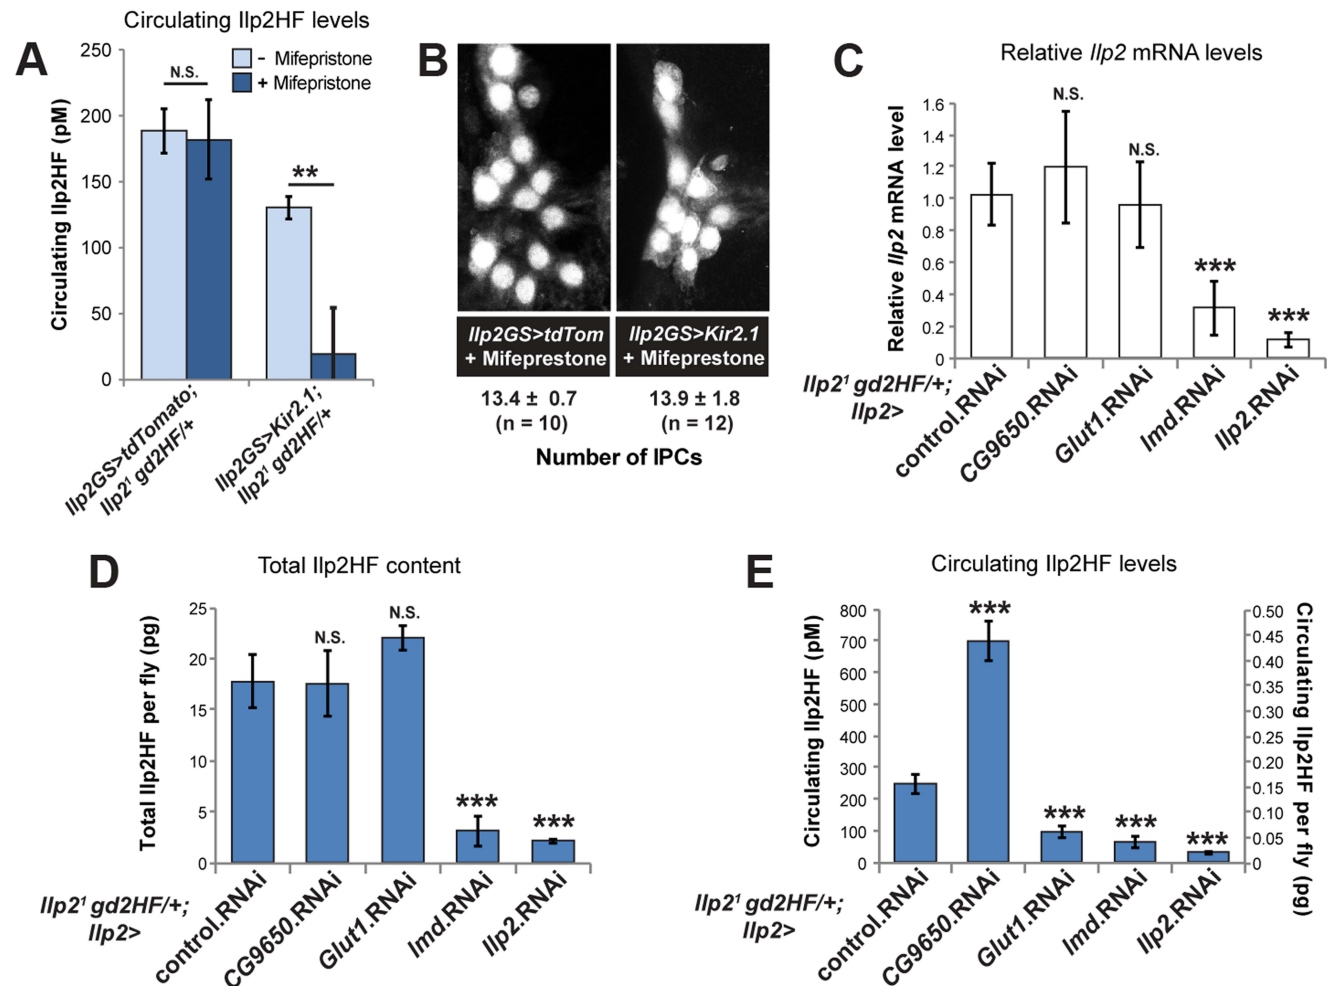 A
Circulating Ilp2HF levels
- Mifepristone
+ Mifepristone
Circulating Ilp2HF (pM)
250
200
150
100
50
0
N.S.
**
Ilp2GS>tdTomato;
Ilp2¹ gd2HF/+
Ilp2GS>Kir2.1;
Ilp2¹ gd2HF/+
B
Ilp2GS>tdTom
+ Mifeprestone
Ilp2GS>Kir2.1
+ Mifeprestone
13.4 ± 0.7
(n = 10)
13.9 ± 1.8
(n = 12)
Number of IPCs
C
Relative Ilp2 mRNA levels
Relative Ilp2 mRNA level
1.6
1.4
1.2
1.0
0.8
0.6
0.4
0.2
0
N.S.
N.S.
***
***
Ilp2¹ gd2HF/+;
Ilp2>
control.RNAi
CG9650.RNAi
Glut1.RNAi
Imd.RNAi
Ilp2.RNAi
D
Total Ilp2HF content
Total Ilp2HF per fly (pg)
25
20
15
10
5
0
N.S.
N.S.
***
***
Ilp2¹ gd2HF/+;
Ilp2>
control.RNAi
CG9650.RNAi
Glut1.RNAi
Imd.RNAi
Ilp2.RNAi
E
Circulating Ilp2HF levels
Circulating Ilp2HF (pM)
800
700
600
500
400
300
200
100
0
***
***
***
***
0.50
0.45
0.40
0.35
0.30
0.25
0.20
0.15
0.10
0.05
0
Circulating Ilp2HF per fly (pg)
Ilp2¹ gd2HF/+;
Ilp2>
control.RNAi
CG9650.RNAi
Glut1.RNAi
Imd.RNAi
Ilp2.RNAi